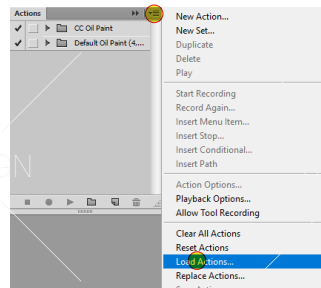 Actions
CC Oil Paint
Default Oil Paint (4,...
New Action...
New Set...
Duplicate
Delete
Play
Start Recording
Record Again...
Insert Menu Item...
Insert Stop...
Insert Conditional...
Insert Path
Action Options...
Playback Options...
Allow Tool Recording
Clear All Actions
Reset Actions
Load Actions...
Replace Actions...